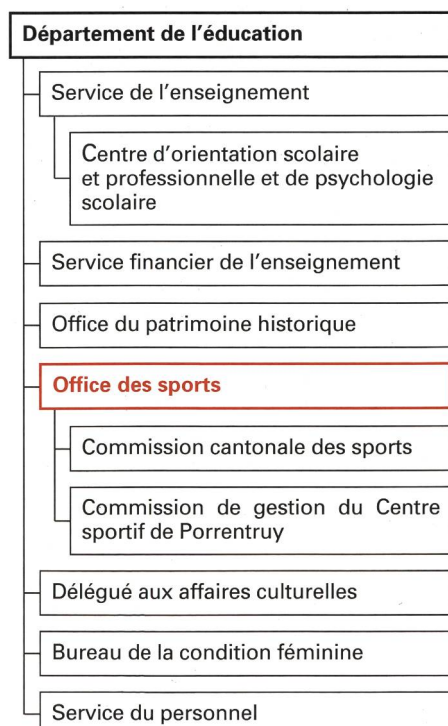 Département de l'éducation
Service de l'enseignement
Centre d'orientation scolaire
et professionnelle et de psychologie
scolaire
Service financier de l'enseignement
Office du patrimoine historique
Office des sports
Commission cantonale des sports
Commission de gestion du Centre
sportif de Porrentruy
Délégué aux affaires culturelles
Bureau de la condition féminine
Service du personnel